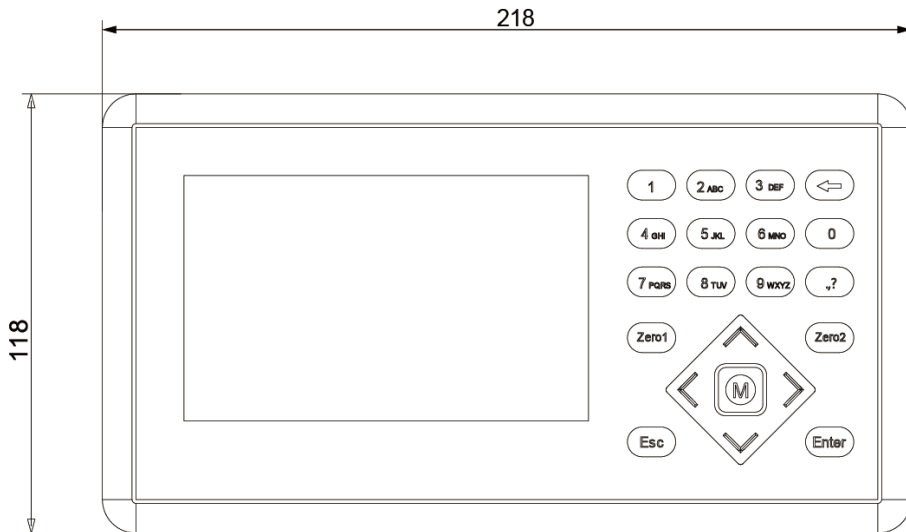 218
118
1 2 ABC 3 DEF
4 GHI 5 JKL 6 MNO 0
7 PQRS 8 TUV 9 WXYZ .,?
Zero1 Zero2
M
Esc Enter